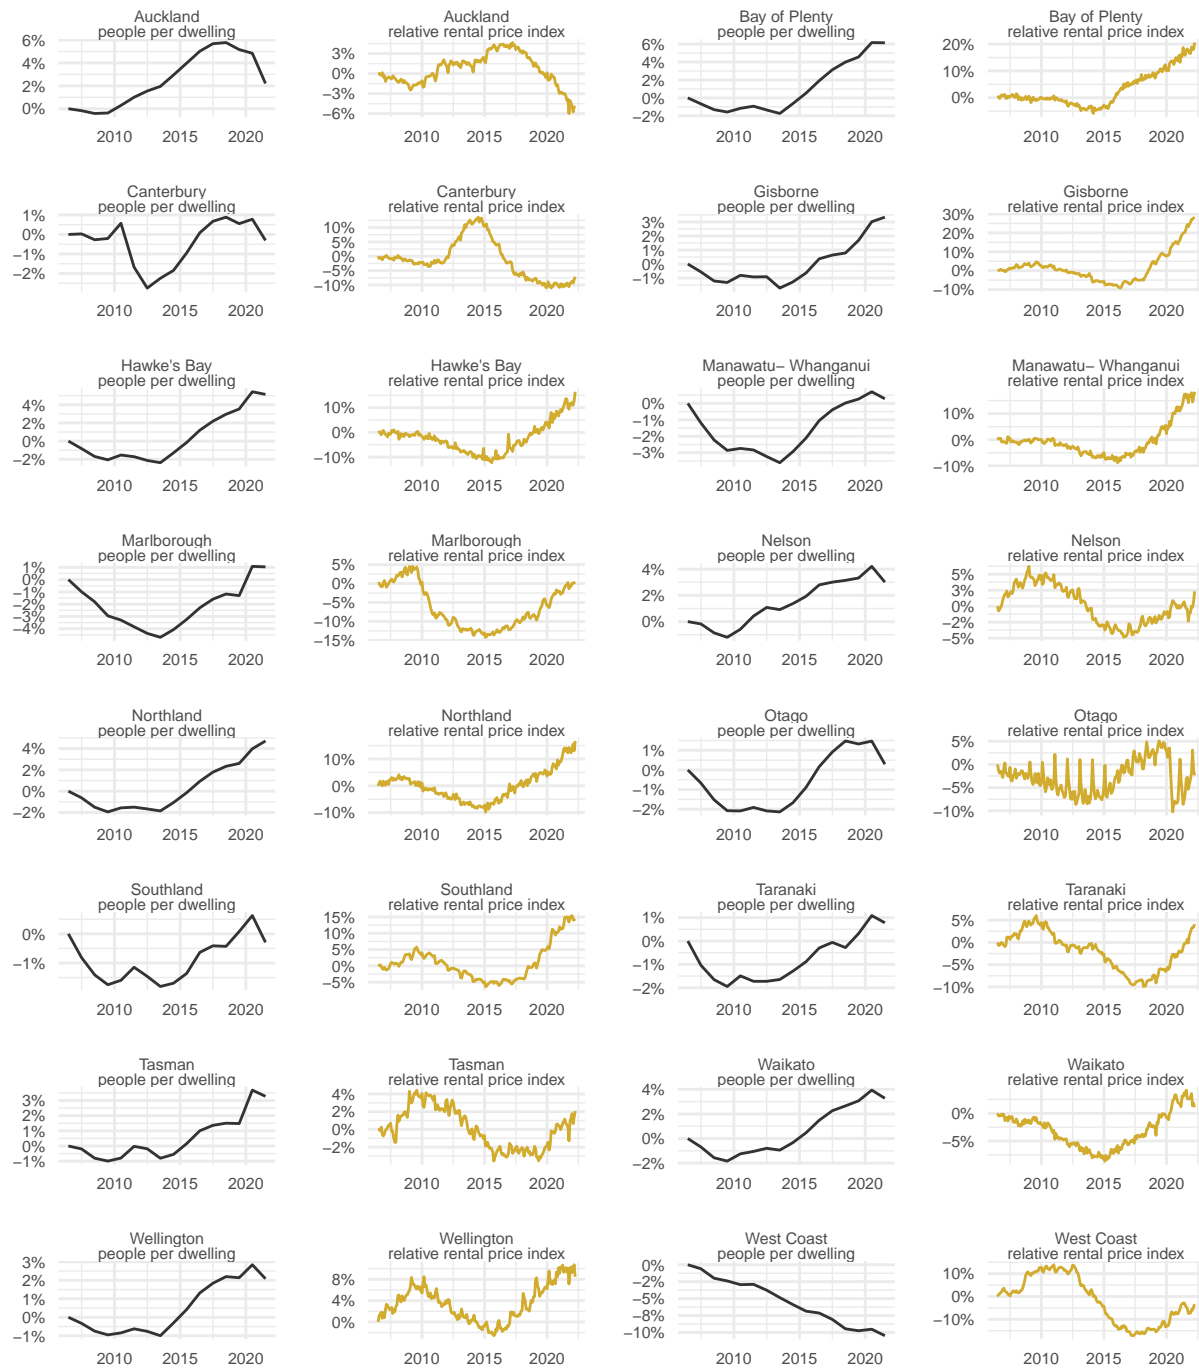 Auckland
people per dwelling
6%
4%
2%
0%
2010 2015 2020
Auckland
relative rental price index
3%
0%
−3%
−6%
2010 2015 2020
Bay of Plenty
people per dwelling
6%
4%
2%
0%
−2%
2010 2015 2020
Bay of Plenty
relative rental price index
20%
10%
0%
2010 2015 2020
Canterbury
people per dwelling
1%
0%
−1%
−2%
2010 2015 2020
Canterbury
relative rental price index
10%
5%
0%
−5%
−10%
2010 2015 2020
Gisborne
people per dwelling
3%
2%
1%
0%
−1%
2010 2015 2020
Gisborne
relative rental price index
30%
20%
10%
0%
−10%
2010 2015 2020
Hawke's Bay
people per dwelling
4%
2%
0%
−2%
2010 2015 2020
Hawke's Bay
relative rental price index
10%
0%
−10%
2010 2015 2020
Manawatu− Whanganui
people per dwelling
0%
−1%
−2%
−3%
2010 2015 2020
Manawatu− Whanganui
relative rental price index
10%
0%
−10%
2010 2015 2020
Marlborough
people per dwelling
1%
0%
−1%
−2%
−3%
−4%
2010 2015 2020
Marlborough
relative rental price index
5%
0%
−5%
−10%
−15%
2010 2015 2020
Nelson
people per dwelling
4%
2%
0%
2010 2015 2020
Nelson
relative rental price index
5%
2%
0%
−2%
−5%
2010 2015 2020
Northland
people per dwelling
4%
2%
0%
−2%
2010 2015 2020
Northland
relative rental price index
10%
0%
−10%
2010 2015 2020
Otago
people per dwelling
1%
0%
−1%
−2%
2010 2015 2020
Otago
relative rental price index
5%
0%
−5%
−10%
2010 2015 2020
Southland
people per dwelling
0%
−1%
2010 2015 2020
Southland
relative rental price index
15%
10%
5%
0%
−5%
2010 2015 2020
Taranaki
people per dwelling
1%
0%
−1%
−2%
2010 2015 2020
Taranaki
relative rental price index
5%
0%
−5%
−10%
2010 2015 2020
Tasman
people per dwelling
3%
2%
1%
0%
−1%
2010 2015 2020
Tasman
relative rental price index
4%
2%
0%
−2%
2010 2015 2020
Waikato
people per dwelling
4%
2%
0%
−2%
2010 2015 2020
Waikato
relative rental price index
0%
−5%
2010 2015 2020
Wellington
people per dwelling
3%
2%
1%
0%
−1%
2010 2015 2020
Wellington
relative rental price index
8%
4%
0%
2010 2015 2020
West Coast
people per dwelling
0%
−2%
−5%
−8%
−10%
2010 2015 2020
West Coast
relative rental price index
10%
0%
−10%
2010 2015 2020